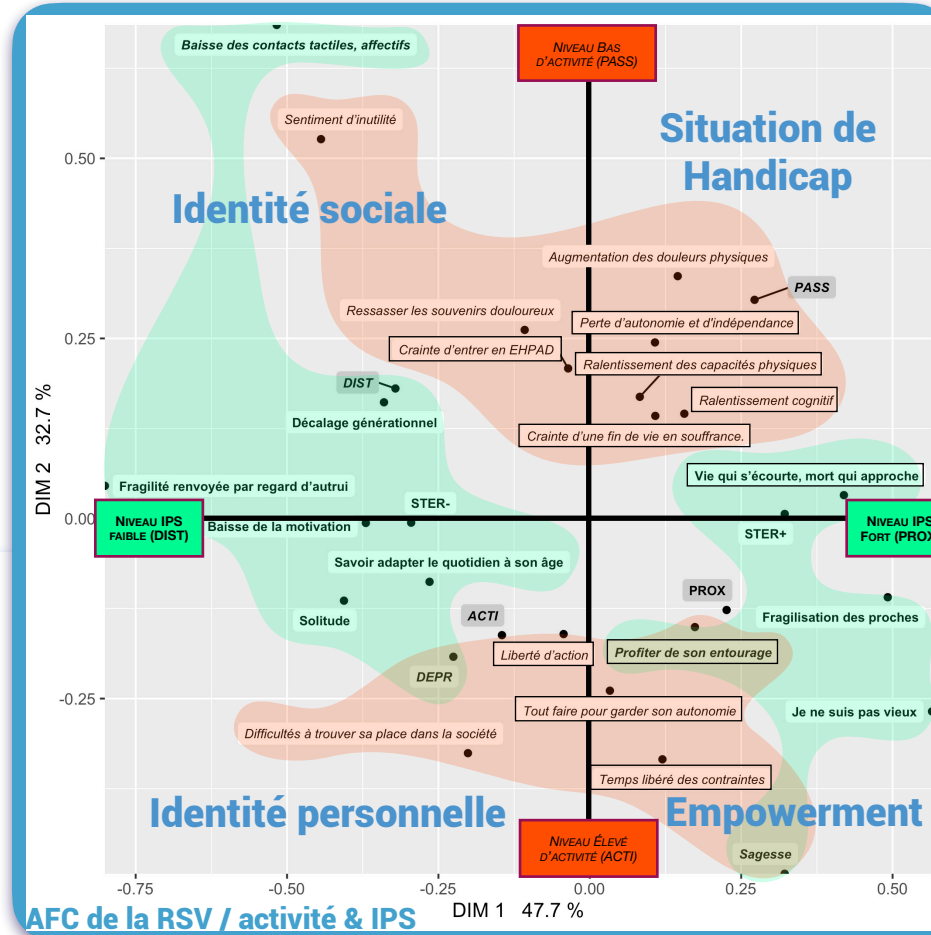 Baisse des contacts tactiles, affectifs
NIVEAU BAS
D'ACTIVITÉ (PASS)
Sentiment d'inutilité
Situation de
Handicap
0.50
Identité sociale
Augmentation des douleurs physiques
PASS
Ressasser les souvenirs douloureux
Perte d'autonomie et d'indépendance
0.25
Crainte d'entrer en EHPAD
Ralentissement des capacités physiques
DIST
Ralentissement cognitif
Décalage générationnel
Crainte d'une fin de vie en souffrance.
DIM 2 32.7 %
Vie qui s'écourte, mort qui approche
Fragilité renvoyée par regard d'autrui
STER-
0.00
NIVEAU IPS
FAIBLE (DIST)
Baisse de la motivation
STER+
NIVEAU IPS
FORT (PROX
Savoir adapter le quotidien à son âge
PROX
Solitude
ACTI
Fragilisation des proches
Liberté d'action
Profiter de son entourage
DEPR
-0.25
Tout faire pour garder son autonomie
Je ne suis pas vieux
Difficultés à trouver sa place dans la société
Temps libéré des contraintes
Identité personnelle
Empowerment
NIVEAU ÉLEVÉ
D'ACTIVITÉ (ACTI)
Sagesse
-0.75
-0.50
-0.25
0.00
0.25
0.50
DIM 1 47.7 %
AFC de la RSV / activité & IPS